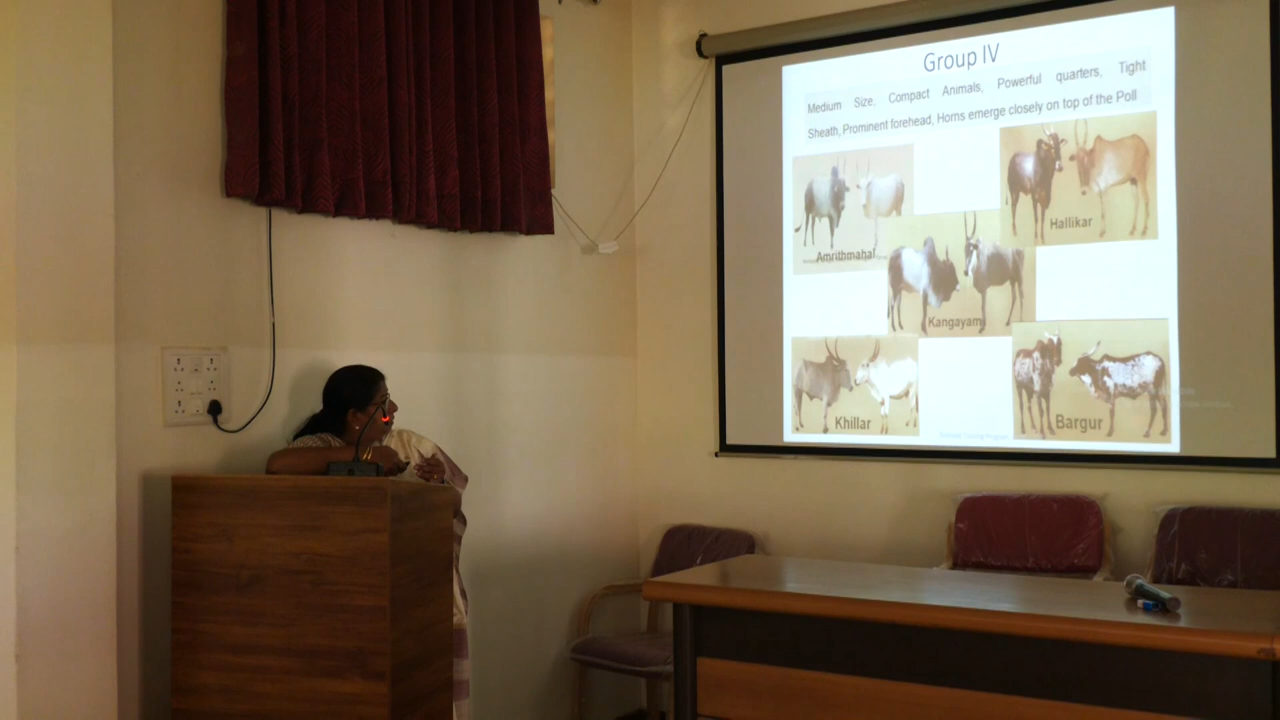 Group IV
Medium Size, Compact Animals, Powerful quarters, Tight
Sheath, Prominent forehead, Horns emerge closely on top of the Poll
Hallikar
Amrithmahal
Kangayam
Khillar
Bargur